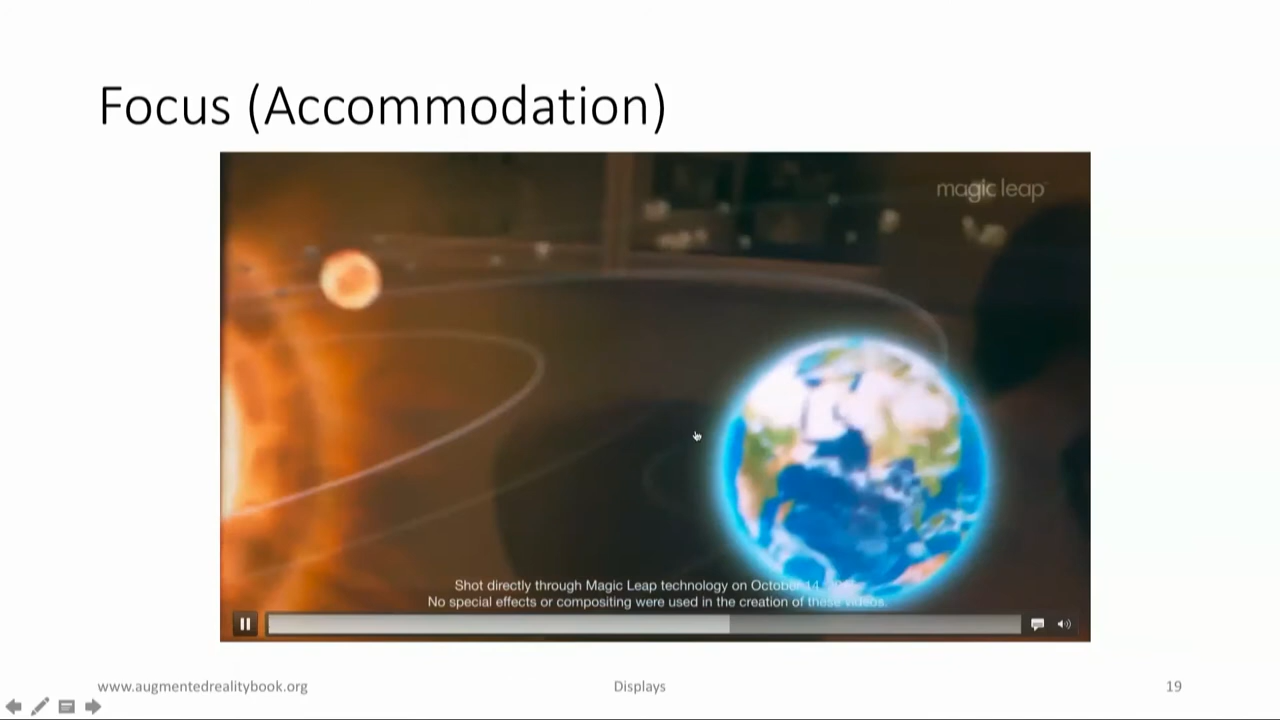 Focus (Accommodation)
magic leap
Shot directly through Magic Leap technology on October 14
No special effects or compositing were used in the creation of these videos.
www.augmentedrealitybook.org
Displays
19